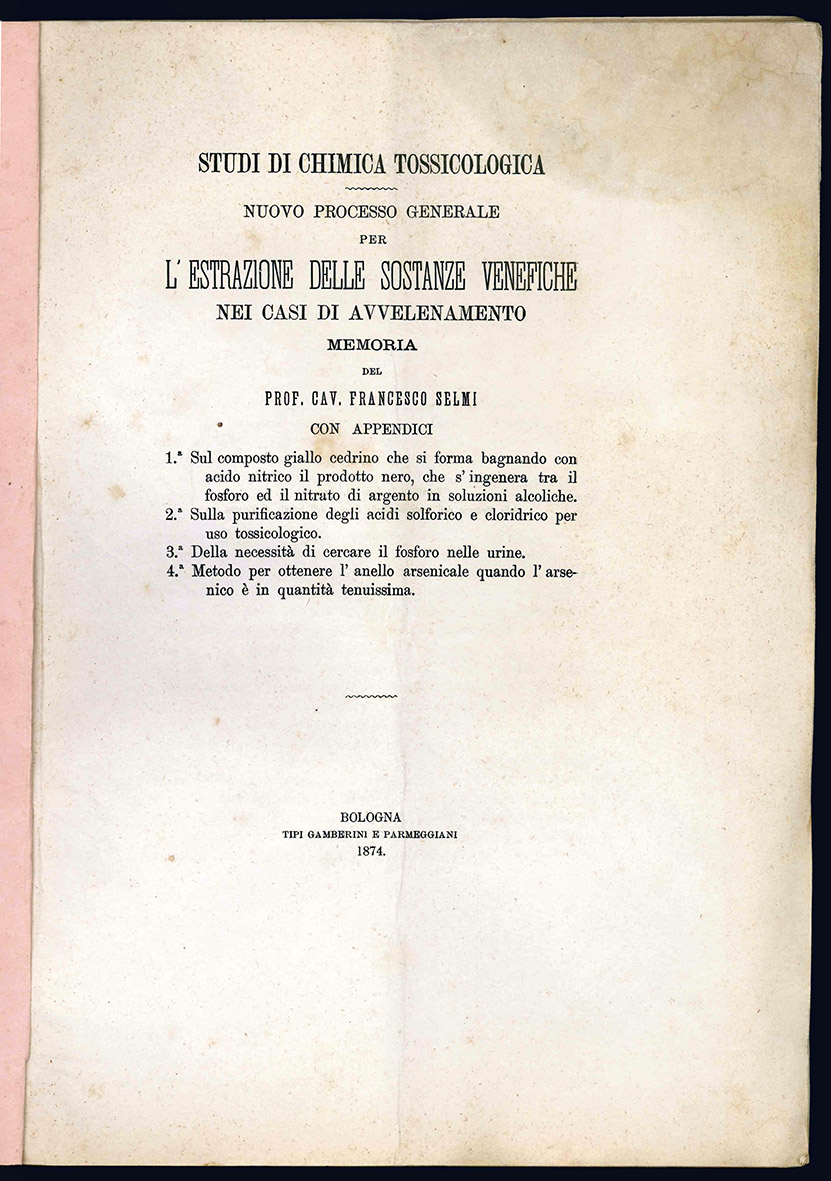 STUDI DI CHIMICA TOSSICOLOGICA
NUOVO PROCESSO GENERALE
PER
L' ESTRAZIONE DELLE SOSTANZE VENEFICHE
NEI CASI DI AVVELENAMENTO
MEMORIA
DEL
PROF. CAV. FRANCESCO SELMI
CON APPENDICI
1.ª Sul composto giallo cedrino che si forma bagnando con
acido nitrico il prodotto nero, che s' ingenera tra il
fosforo ed il nitrato di argento in soluzioni alcoliche.
2.ª Sulla purificazione degli acidi solforico e cloridrico per
uso tossicologico.
3.ª Della necessità di cercare il fosforo nelle urine.
4.ª Metodo per ottenere l' anello arsenicale quando l' arse-
nico è in quantità tenuissima.
BOLOGNA
TIPI GAMBERINI E PARMEGGIANI
1874.